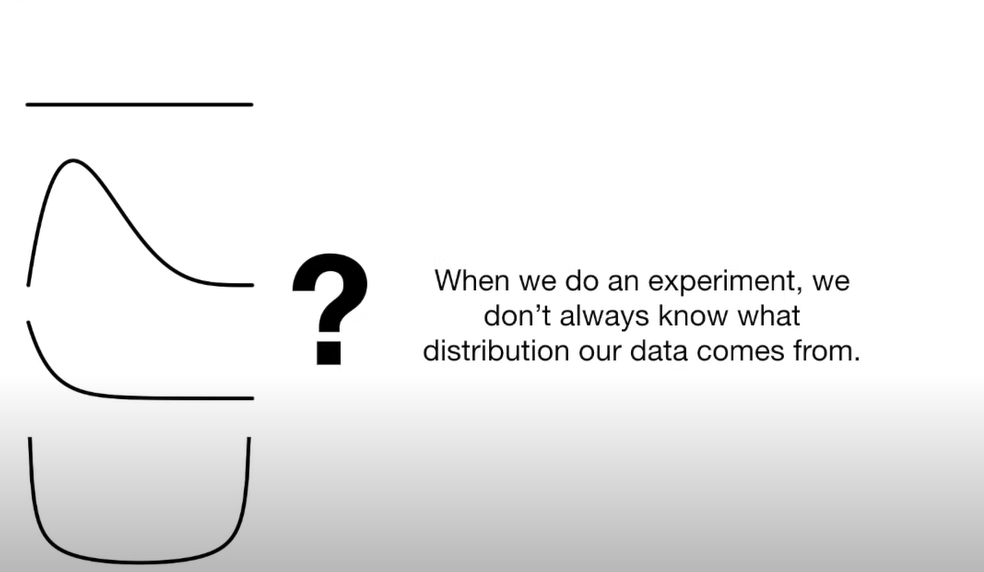 ?
When we do an experiment, we
don’t always know what
distribution our data comes from.